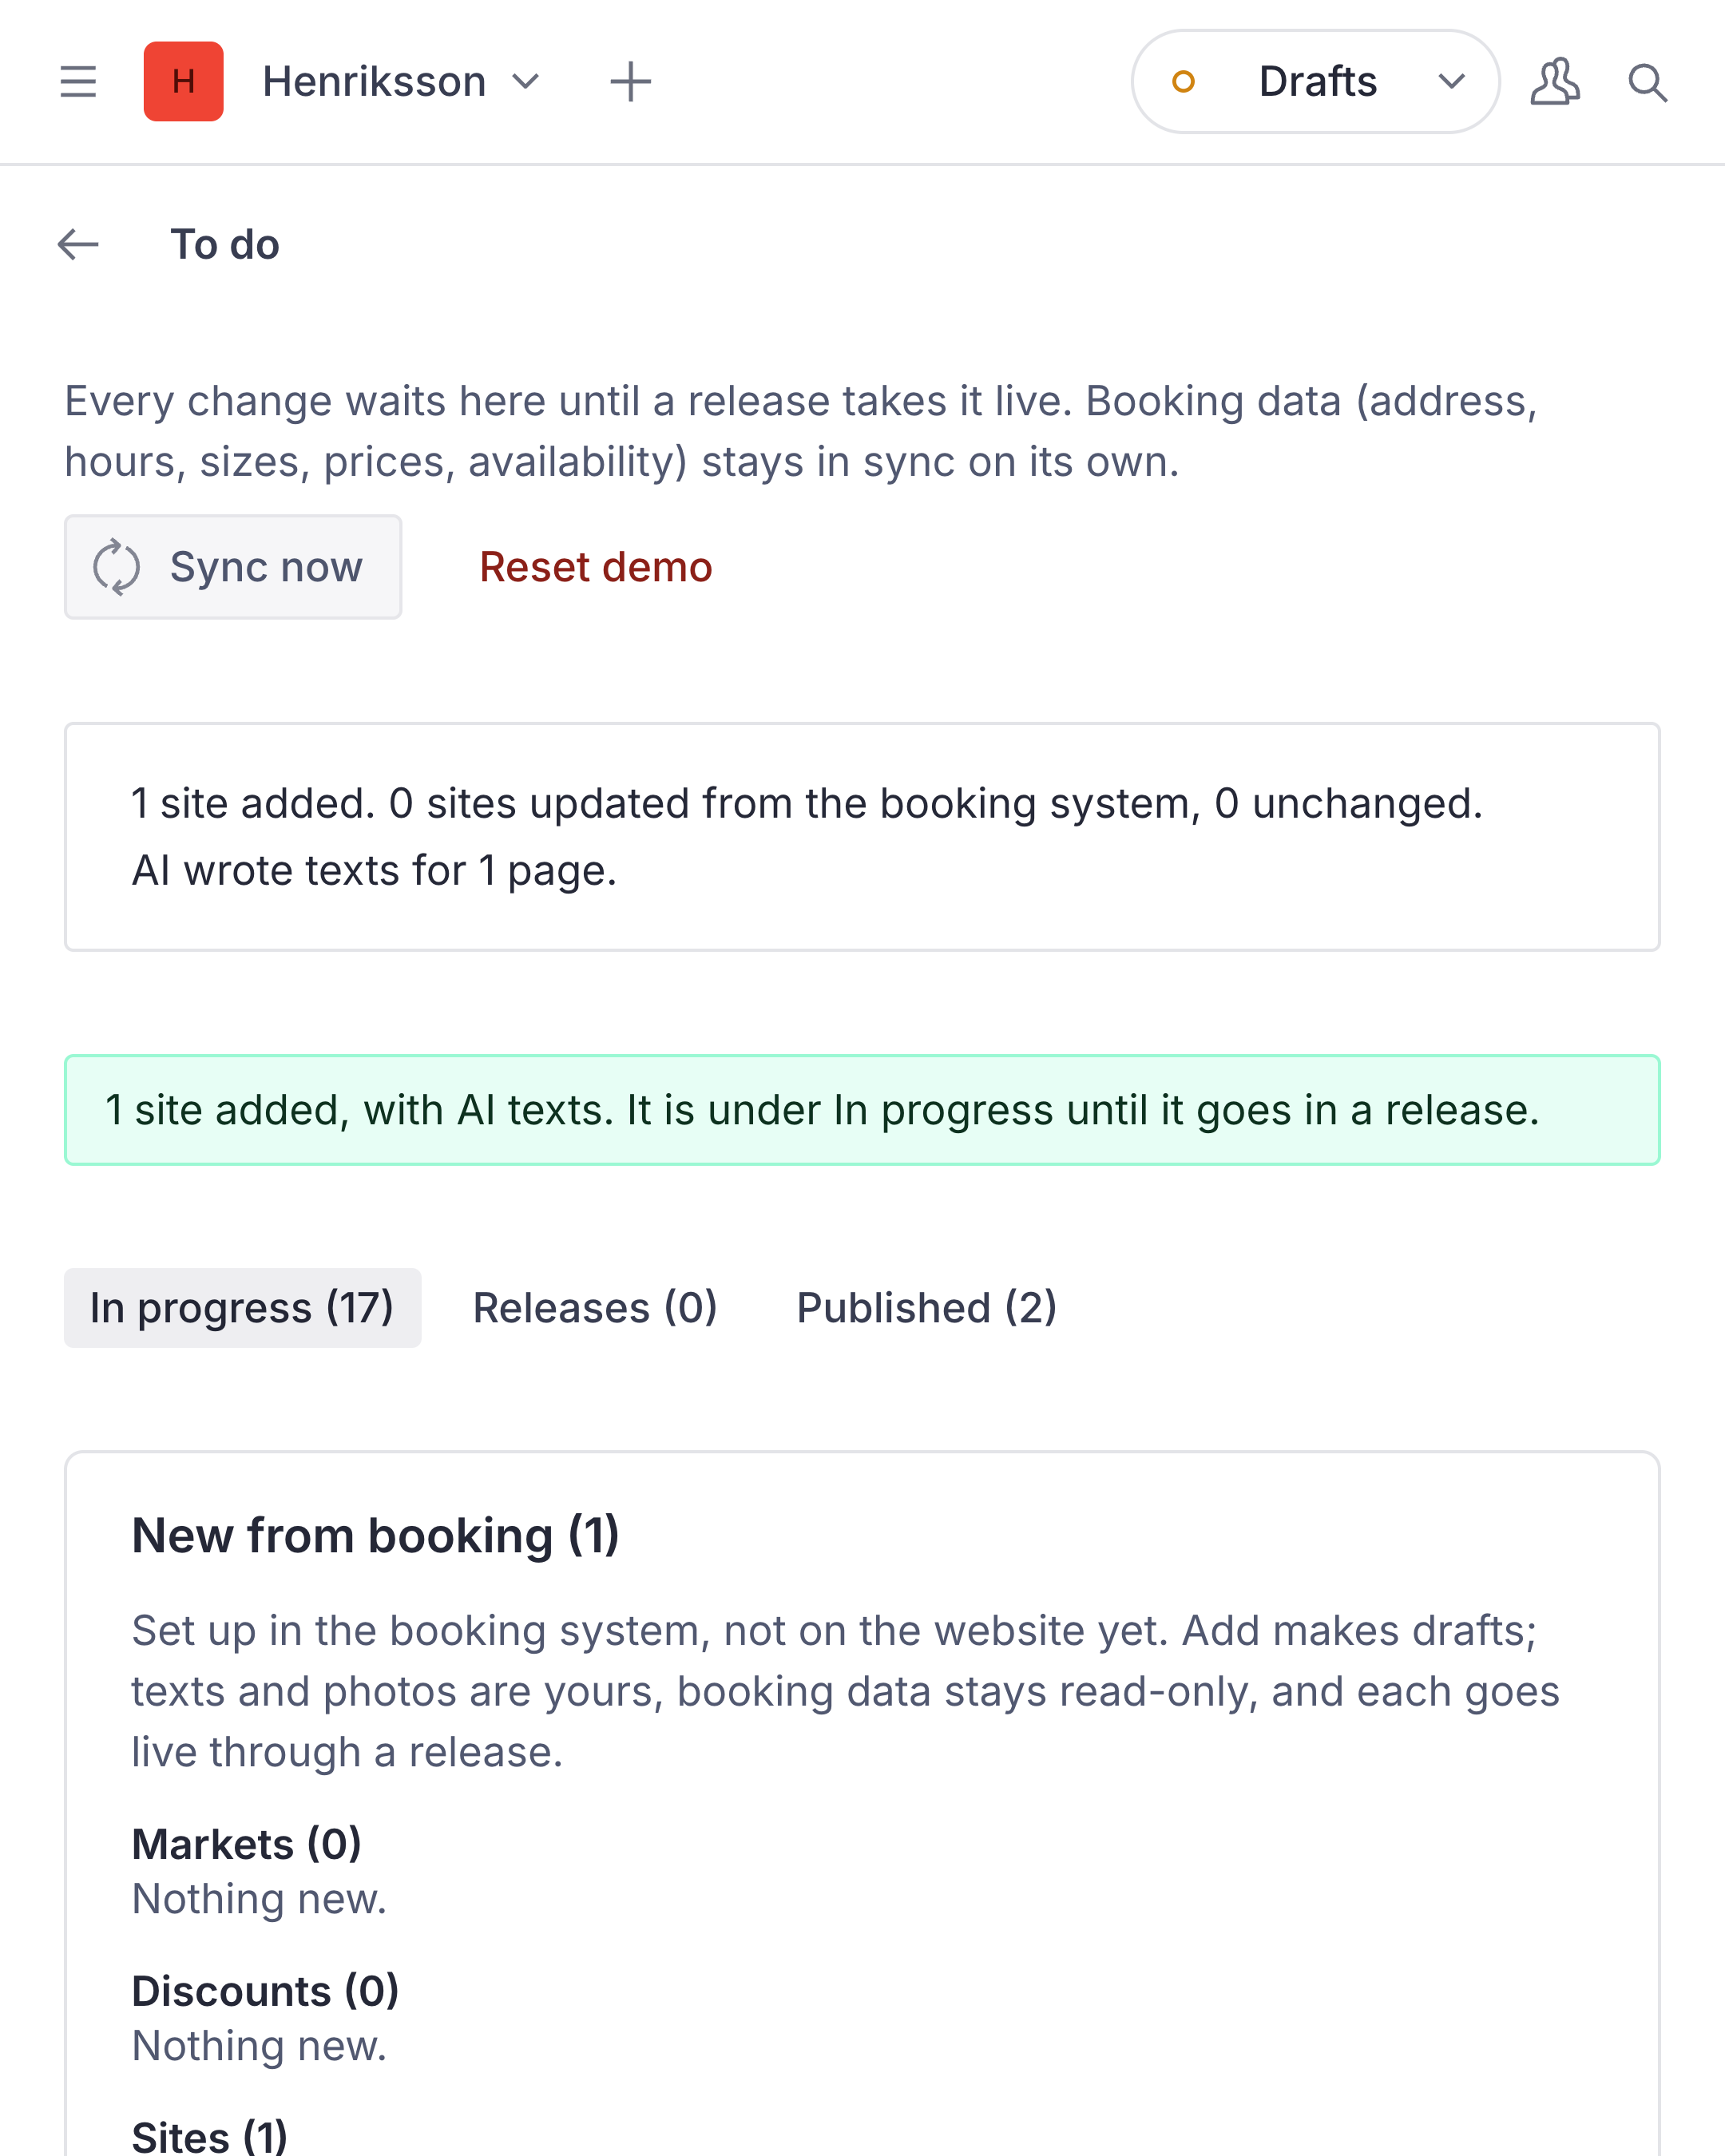 H
Henriksson
Drafts
To do
Every change waits here until a release takes it live. Booking data (address,
hours, sizes, prices, availability) stays in sync on its own.
Sync now
Reset demo
1 site added. 0 sites updated from the booking system, 0 unchanged.
AI wrote texts for 1 page.
1 site added, with AI texts. It is under In progress until it goes in a release.
In progress (17)
Releases (0)
Published (2)
New from booking (1)
Set up in the booking system, not on the website yet. Add makes drafts;
texts and photos are yours, booking data stays read-only, and each goes
live through a release.
Markets (0)
Nothing new.
Discounts (0)
Nothing new.
Sites (1)